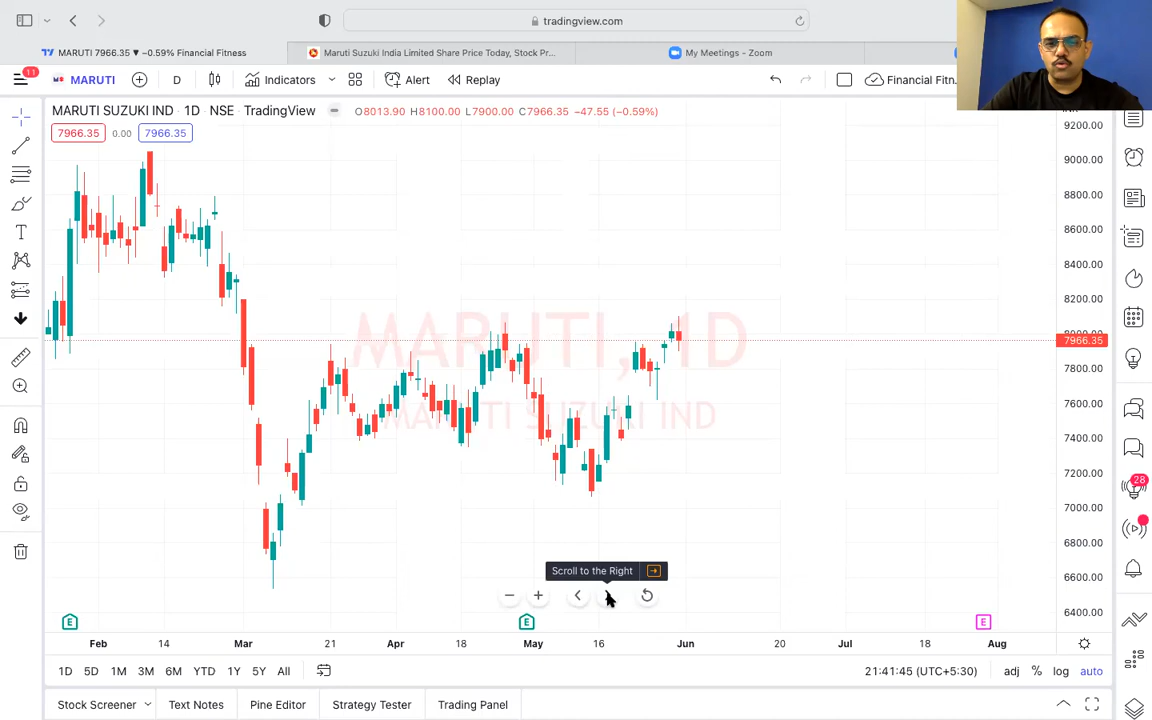 tradingview.com
MARUTI 7966.35 ▼ −0.59% Financial Fitness
Maruti Suzuki India Limited Share Price Today, Stock Pr...
My Meetings - Zoom
11
MARUTI
D
Indicators
Alert
Replay
Financial Fitn...
MARUTI SUZUKI IND · 1D · NSE · TradingView
O8013.90 H8100.00 L7900.00 C7966.35 −47.55 (−0.59%)
7966.35 0.00 7966.35
9200.00
9000.00
8800.00
8600.00
8400.00
8200.00
8000.00
7966.35
7800.00
7600.00
7400.00
7200.00
7000.00
6800.00
6600.00
6400.00
MARUTI, 1D
MARUTI SUZUKI IND
28
Scroll to the Right
E E E
Feb 14 Mar 21 Apr 18 May 16 Jun 20 Jul 18 Aug
1D 5D 1M 3M 6M YTD 1Y 5Y All
21:41:45 (UTC+5:30) adj % log auto
Stock Screener Text Notes Pine Editor Strategy Tester Trading Panel